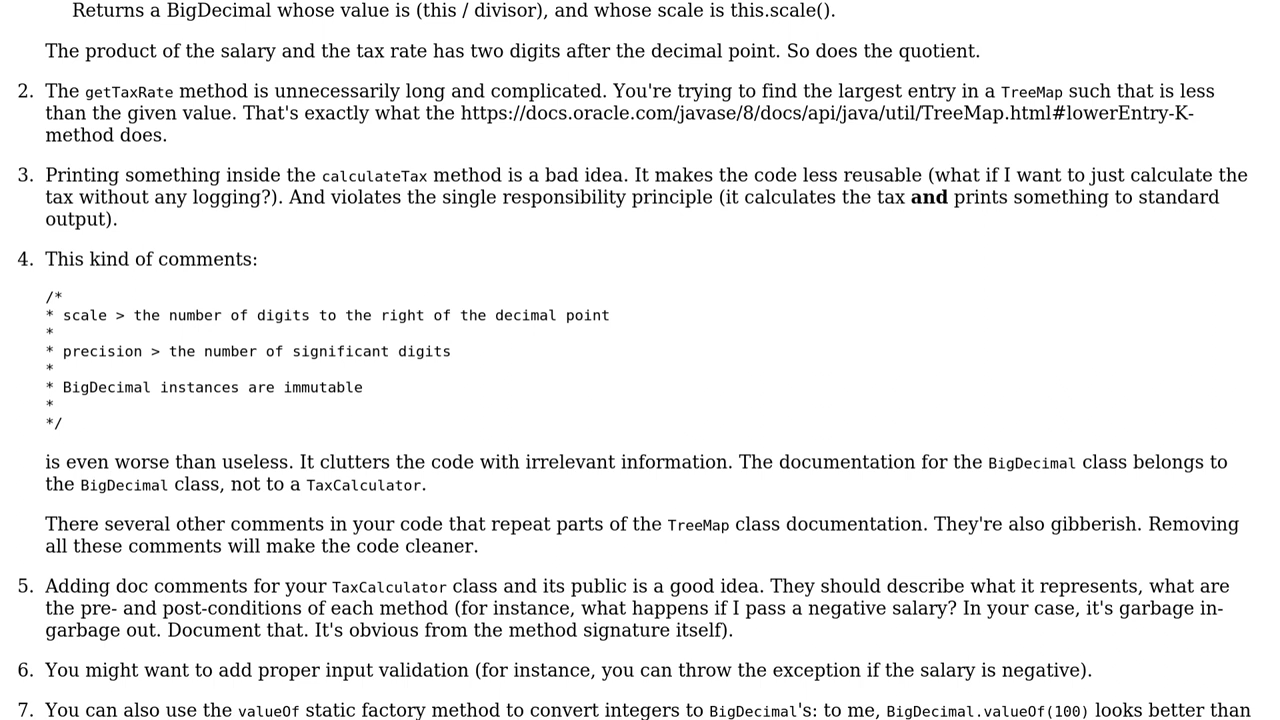 Returns a BigDecimal whose value is (this / divisor), and whose scale is this.scale().
The product of the salary and the tax rate has two digits after the decimal point. So does the quotient.
2. The getTaxRate method is unnecessarily long and complicated. You're trying to find the largest entry in a TreeMap such that is less
than the given value. That's exactly what the https://docs.oracle.com/javase/8/docs/api/java/util/TreeMap.html#lowerEntry-K-
method does.
3. Printing something inside the calculateTax method is a bad idea. It makes the code less reusable (what if I want to just calculate the
tax without any logging?). And violates the single responsibility principle (it calculates the tax and prints something to standard
output).
4. This kind of comments:
/*
* scale > the number of digits to the right of the decimal point
*
* precision > the number of significant digits
*
* BigDecimal instances are immutable
*
*/
is even worse than useless. It clutters the code with irrelevant information. The documentation for the BigDecimal class belongs to
the BigDecimal class, not to a TaxCalculator.
There several other comments in your code that repeat parts of the TreeMap class documentation. They're also gibberish. Removing
all these comments will make the code cleaner.
5. Adding doc comments for your TaxCalculator class and its public is a good idea. They should describe what it represents, what are
the pre- and post-conditions of each method (for instance, what happens if I pass a negative salary? In your case, it's garbage in-
garbage out. Document that. It's obvious from the method signature itself).
6. You might want to add proper input validation (for instance, you can throw the exception if the salary is negative).
7. You can also use the valueOf static factory method to convert integers to BigDecimal's: to me, BigDecimal.valueOf(100) looks better than